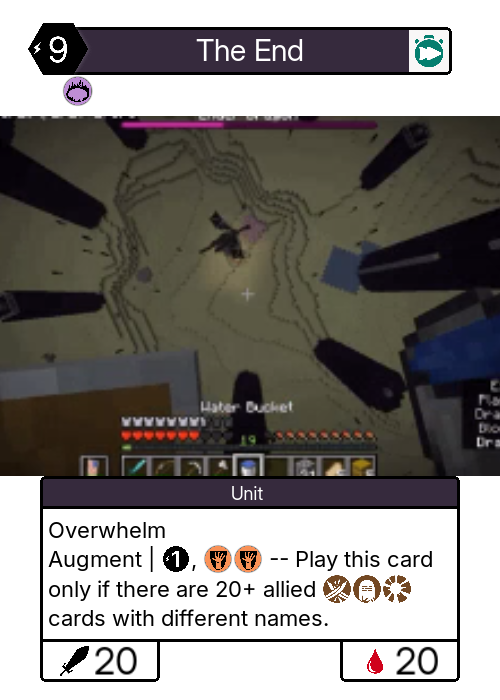 9 The End
Ender Dragon
Water Bucket
19
Unit
Overwhelm
Augment | 1, -- Play this card
only if there are 20+ allied
cards with different names.
20 20